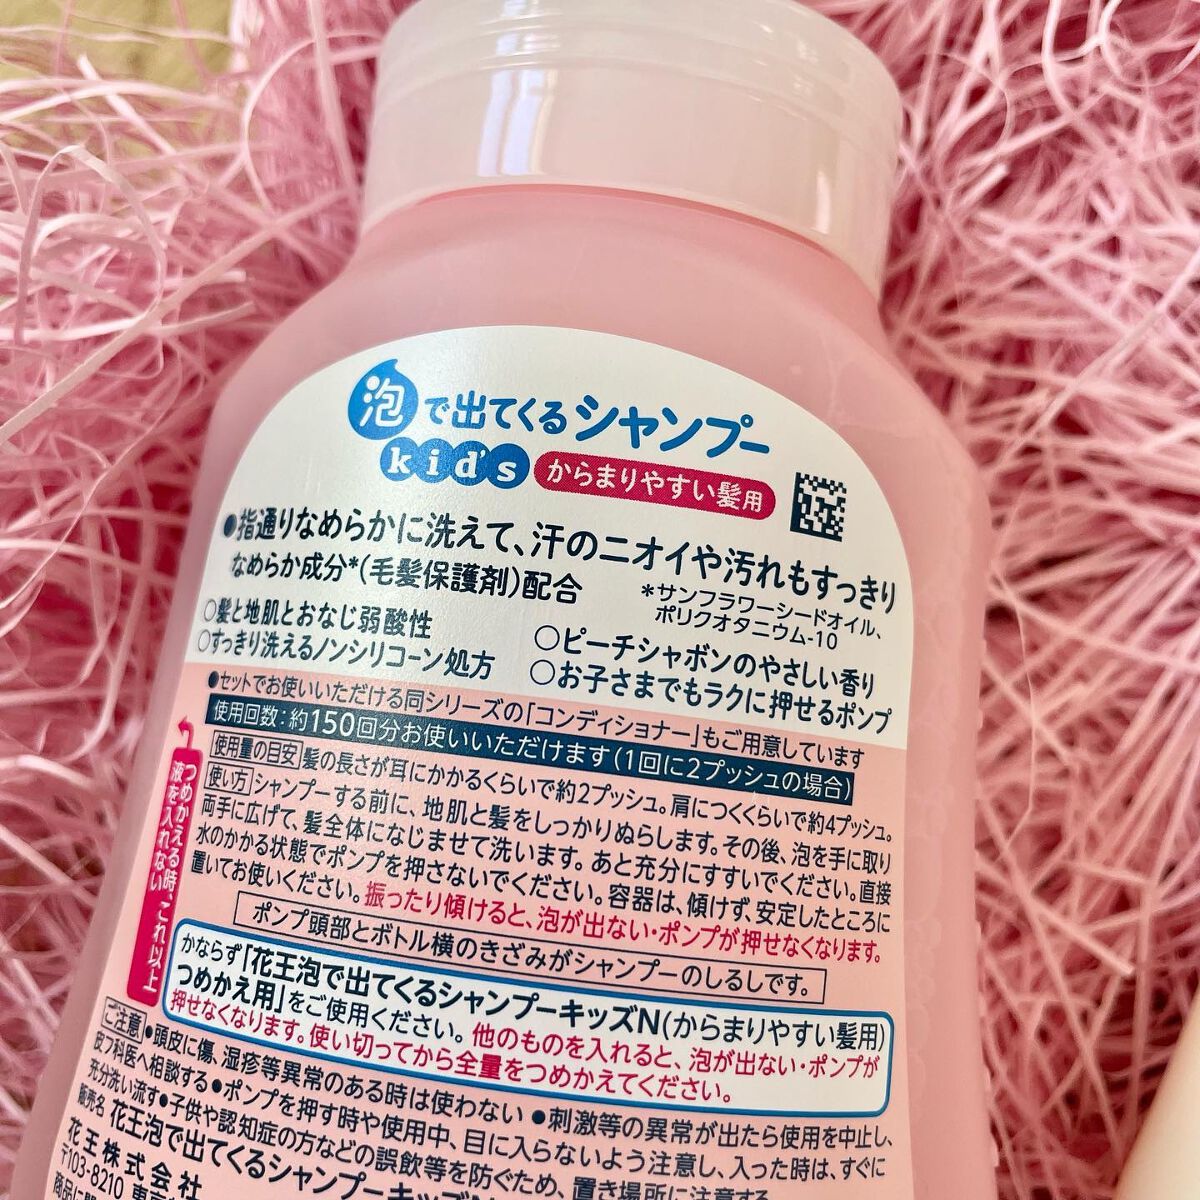 泡で出てくるシャンプー
kid's からまりやすい髪用
●指通りなめらかに洗えて、汗のニオイや汚れもすっきり
なめらか成分*(毛髪保護剤)配合
*サンフラワーシードオイル、
ポリクオタニウム-10
○髪と地肌とおなじ弱酸性
○すっきり洗えるノンシリコーン処方
○ピーチシャボンのやさしい香り
○お子さまでもラクに押せるポンプ
●セットでお使いいただける同シリーズの「コンディショナー」もご用意しています
使用回数:約150回分お使いいただけます(1回に2プッシュの場合)
使用量の目安 髪の長さが耳にかかるくらいで約2プッシュ。肩につくくらいで約4プッシュ。
使い方 シャンプーする前に、地肌と髪をしっかりぬらします。その後、泡を手に取り
両手に広げて、髪全体になじませて洗います。あと充分にすすいでください。直接
水のかかる状態でポンプを押さないでください。容器は、傾けず、安定したところに
置いてお使いください。振ったり傾けると、泡が出ない・ポンプが押せなくなります。
ポンプ頭部とボトル横のきざみがシャンプーのしるしです。
かならず「花王泡で出てくるシャンプーキッズN(からまりやすい髪用)
つめかえ用」をご使用ください。他のものを入れると、泡が出ない・ポンプが
押せなくなります。使い切ってから全量をつめかえてください。
つめかえる時、これ以上
液を入れない
ご注意 ●頭皮に傷、湿疹等異常のある時は使わない ●刺激等の異常が出たら使用を中止し、
皮フ科医へ相談する ●ポンプを押す時や使用中、目に入らないよう注意し、入った時は、すぐに
充分洗い流す ●子供や認知症の方などの誤飲等を防ぐため、置き場所に注意する
販売名 花王泡で出てくるシャンプーキッズN
花王株式会社
〒103-8210 東京
商品に関